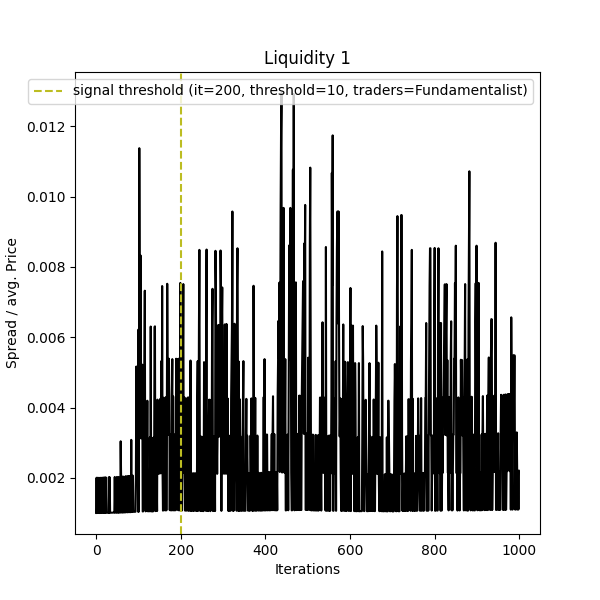 Liquidity 1
signal threshold (it=200, threshold=10, traders=Fundamentalist)
0.012
0.010
0.008
0.006
0.004
0.002
Spread / avg. Price
0 200 400 600 800 1000
Iterations